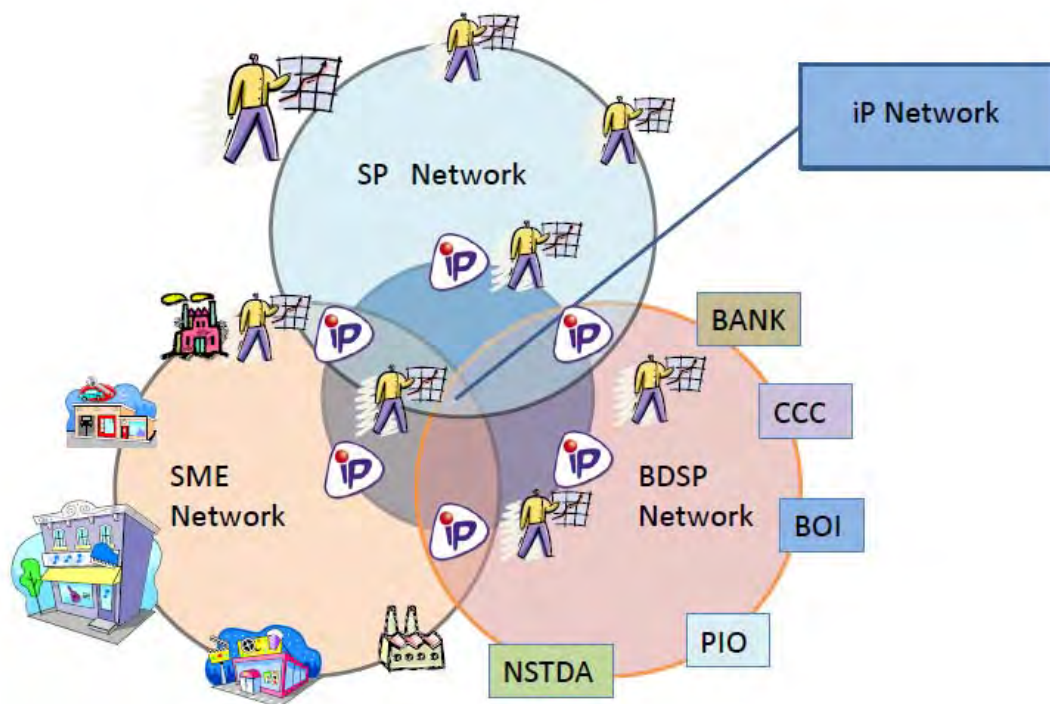 iP Network
SP Network
iP
BANK
iP
iP
CCC
SME
Network
iP
iP
BDSP
Network
BOI
iP
PIO
NSTDA